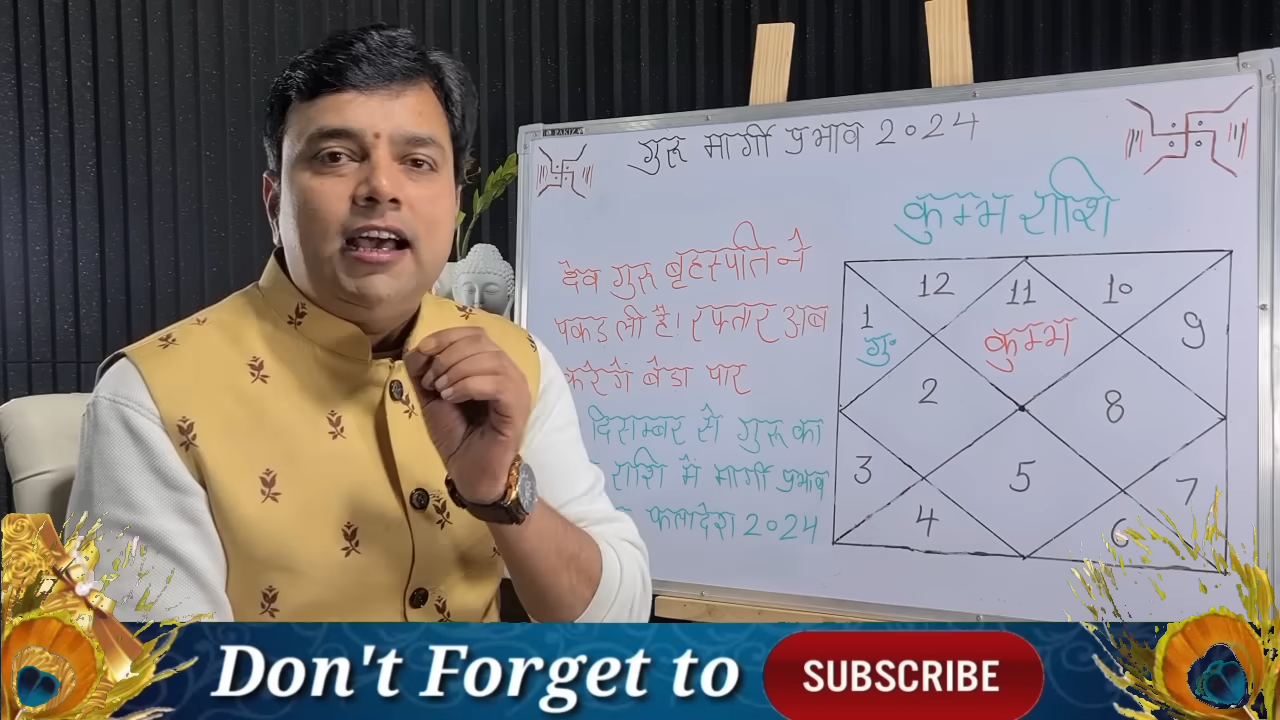 गुरू मार्गी प्रभाव 2024
कुम्भ राशि
देव गुरू बृहस्पति ने
पकड ली है। रफ्तार अब
करेगें बेडा पार
दिसम्बर से गुरू का
राशि में मार्गी प्रभाव
फलादेश 2024
12 11 10
1 9
गु॰ कुम्भ
2 8
3 5 7
4 6
Don't Forget to SUBSCRIBE